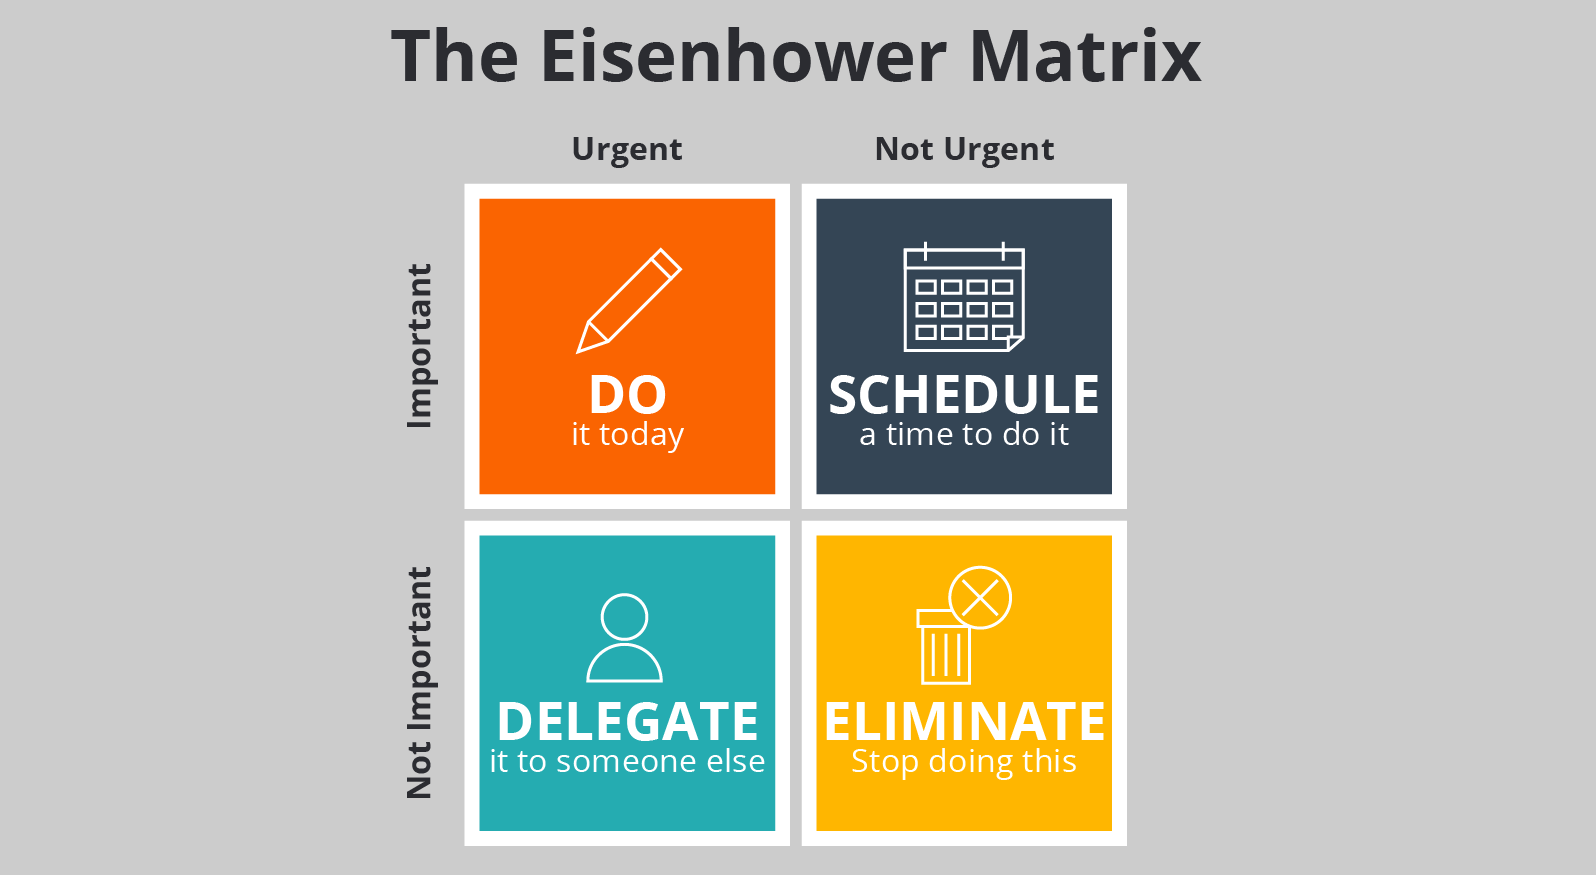 The Eisenhower Matrix
Urgent
Not Urgent
Important
DO
it today
SCHEDULE
a time to do it
Not Important
DELEGATE
it to someone else
ELIMINATE
Stop doing this